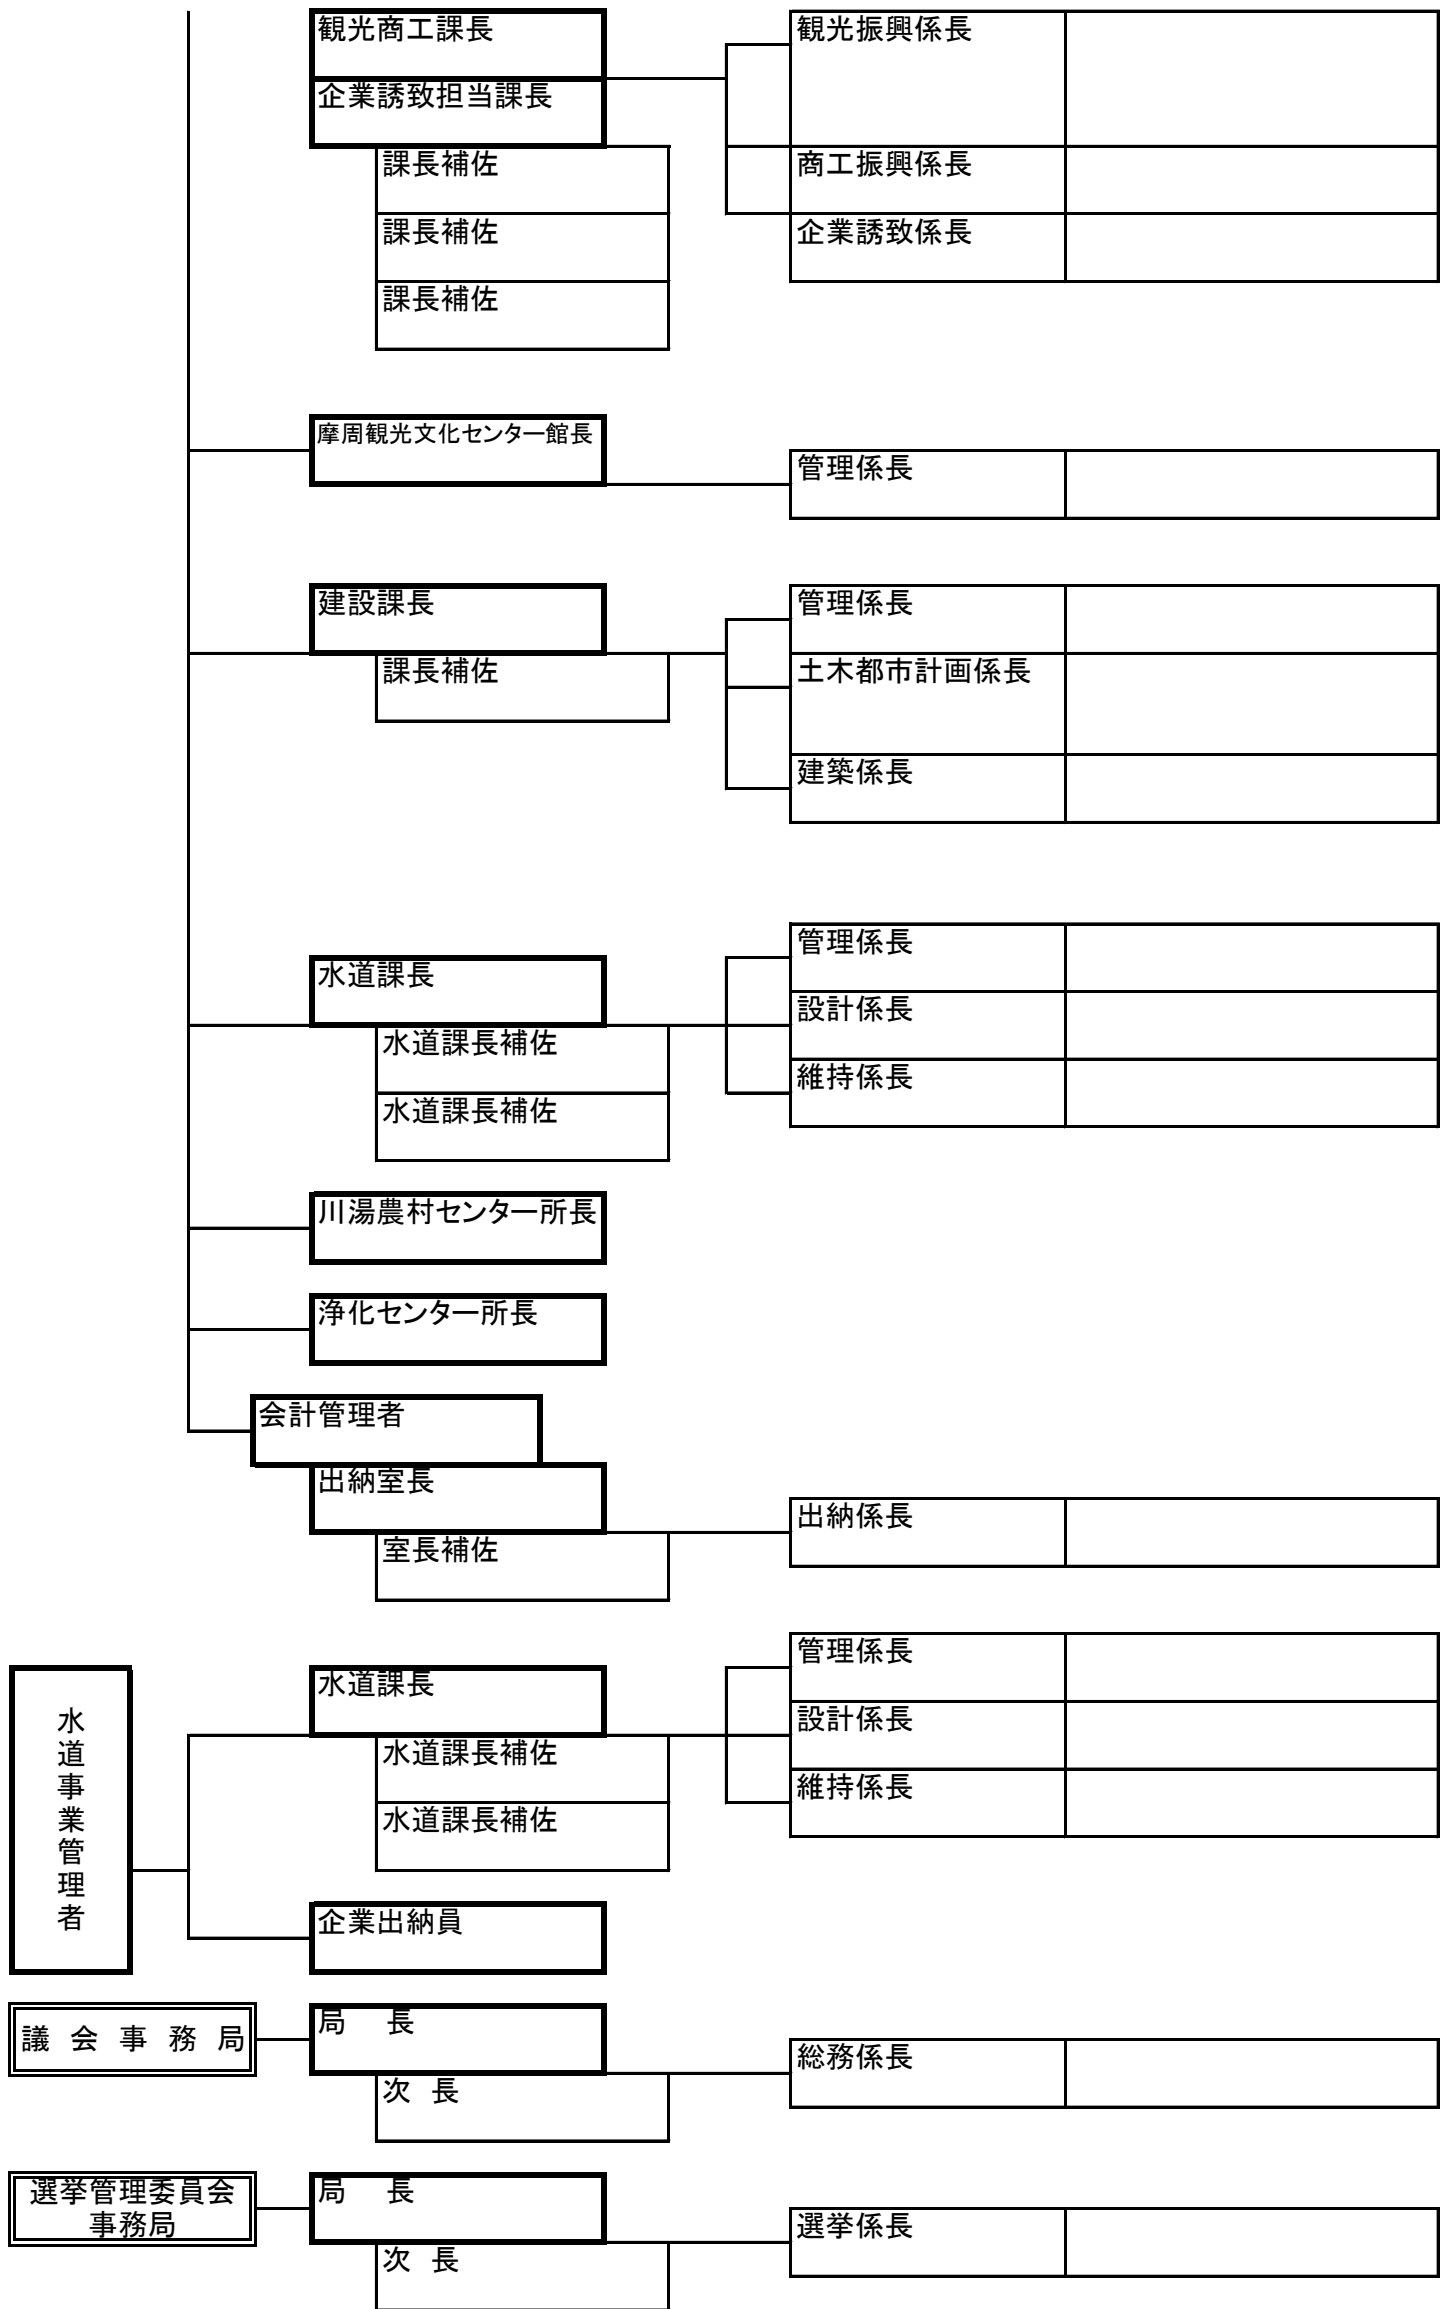 観光商工課長
企業誘致担当課長
課長補佐
課長補佐
課長補佐
観光振興係長
商工振興係長
企業誘致係長
摩周観光文化センター館長
管理係長
建設課長
課長補佐
管理係長
土木都市計画係長
建築係長
水道課長
水道課長補佐
水道課長補佐
管理係長
設計係長
維持係長
川湯農村センター所長
浄化センター所長
会計管理者
出納室長
室長補佐
出納係長
水道事業管理者
水道課長
水道課長補佐
水道課長補佐
管理係長
設計係長
維持係長
企業出納員
議 会 事 務 局
局 長
次 長
総務係長
選挙管理委員会
事務局
局 長
次 長
選挙係長